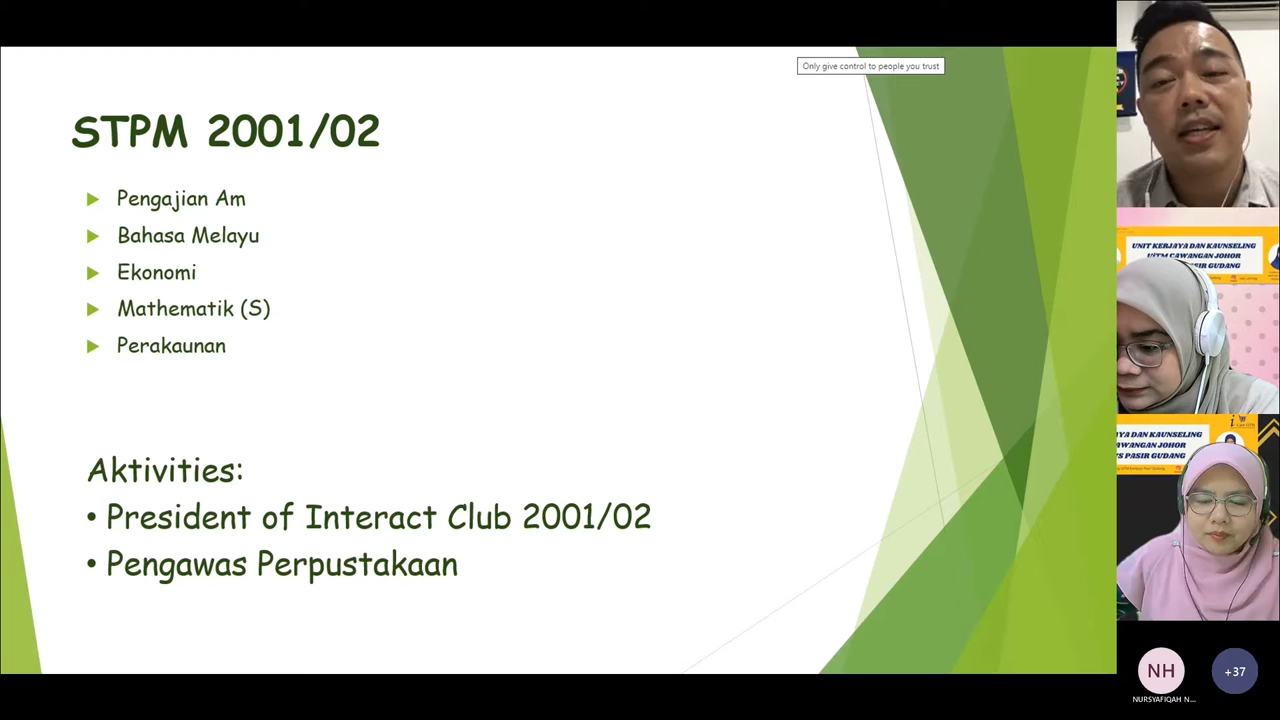 Only give control to people you trust
STPM 2001/02
Pengajian Am
Bahasa Melayu
Ekonomi
Mathematik (S)
Perakaunan
Aktivities:
• President of Interact Club 2001/02
• Pengawas Perpustakaan
UNIT KERJAYA DAN KAUNSELING
UiTM CAWANGAN JOHOR
PASIR GUDANG
JAYA DAN KAUNSELING
CAWANGAN JOHOR
S PASIR GUDANG
NH
+37
NURSYAFIQAH N...